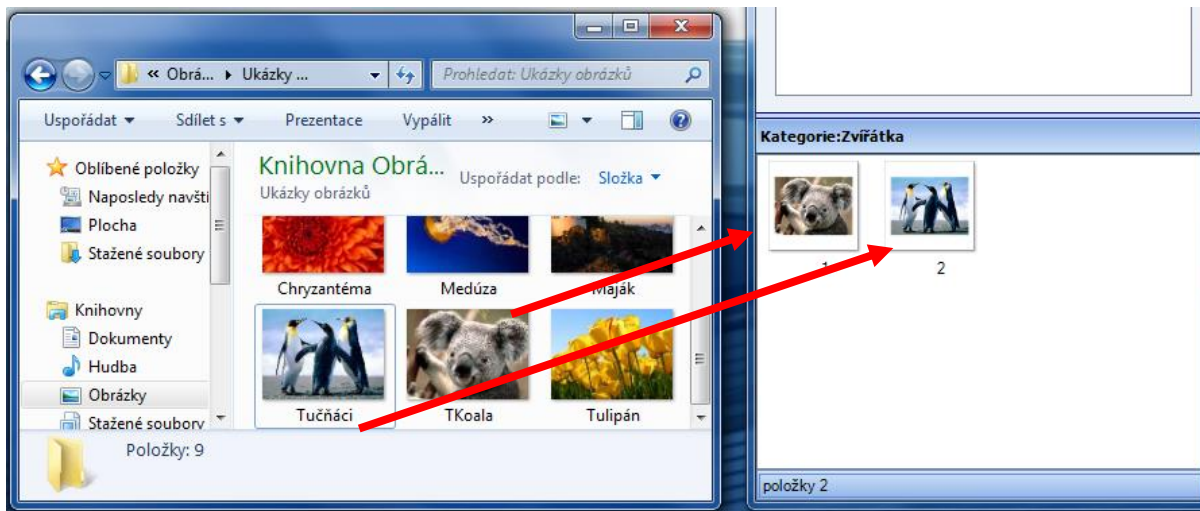 « Obrá... ▸ Ukázky ...
Prohledat: Ukázky obrázků
Uspořádat
Sdílet s
Prezentace
Vypálit
»
Oblíbené položky
Naposledy navšti
Plocha
Stažené soubory
Knihovny
Dokumenty
Hudba
Obrázky
Stažené soubory
Knihovna Obrá...
Ukázky obrázků
Uspořádat podle: Složka
Chryzantéma
Medúza
Maják
Tučňáci
TKoala
Tulipán
Položky: 9
Kategorie:Zvířátka
1
2
položky 2